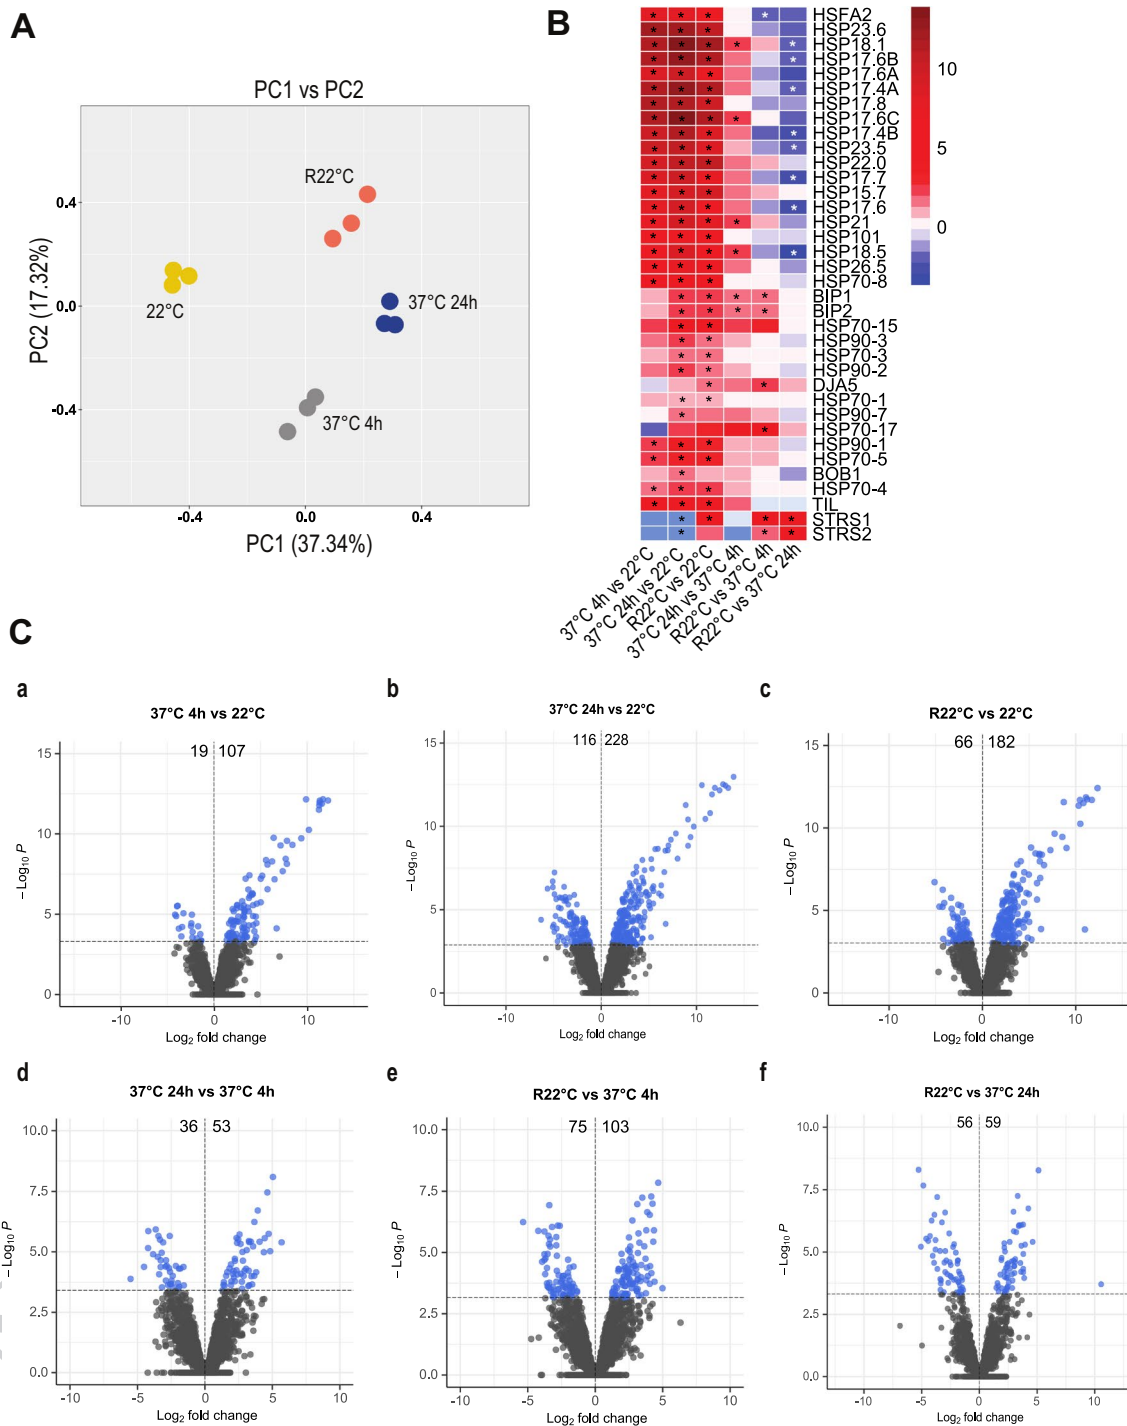 A
PC1 vs PC2
R22°C
0.4
22°C
37°C 24h
0.0
PC2 (17.32%)
-0.4
37°C 4h
-0.4
0.0
0.4
PC1 (37.34%)
B
HSFA2
HSP23.6
HSP18.1
HSP17.6B
HSP17.6A
HSP17.4A
HSP17.8
HSP17.6C
HSP17.4B
HSP23.5
HSP22.0
HSP17.7
HSP15.7
HSP17.6
HSP21
HSP101
HSP18.5
HSP26.5
HSP70-8
BIP1
BIP2
HSP70-15
HSP90-3
HSP70-3
HSP90-2
DJA5
HSP70-1
HSP90-7
HSP70-17
HSP90-1
HSP70-5
BOB1
HSP70-4
TIL
STRS1
STRS2
10
5
0
37°C 4h vs 22°C
37°C 24h vs 22°C
R22°C vs 22°C
37°C 24h vs 37°C 4h
R22°C vs 37°C 4h
R22°C vs 37°C 24h
C
a
37°C 4h vs 22°C
19 107
15
10
5
0
– Log10 P
-10
0
10
Log2 fold change
b
37°C 24h vs 22°C
116 228
15
10
5
0
– Log10 P
-10
0
10
Log2 fold change
c
R22°C vs 22°C
66 182
15
10
5
0
– Log10 P
-10
0
10
Log2 fold change
d
37°C 24h vs 37°C 4h
36 53
10.0
7.5
5.0
2.5
0.0
– Log10 P
-10
-5
0
5
10
Log2 fold change
e
R22°C vs 37°C 4h
75 103
10.0
7.5
5.0
2.5
0.0
– Log10 P
-10
-5
0
5
10
Log2 fold change
f
R22°C vs 37°C 24h
56 59
10.0
7.5
5.0
2.5
0.0
– Log10 P
-10
-5
0
5
10
Log2 fold change